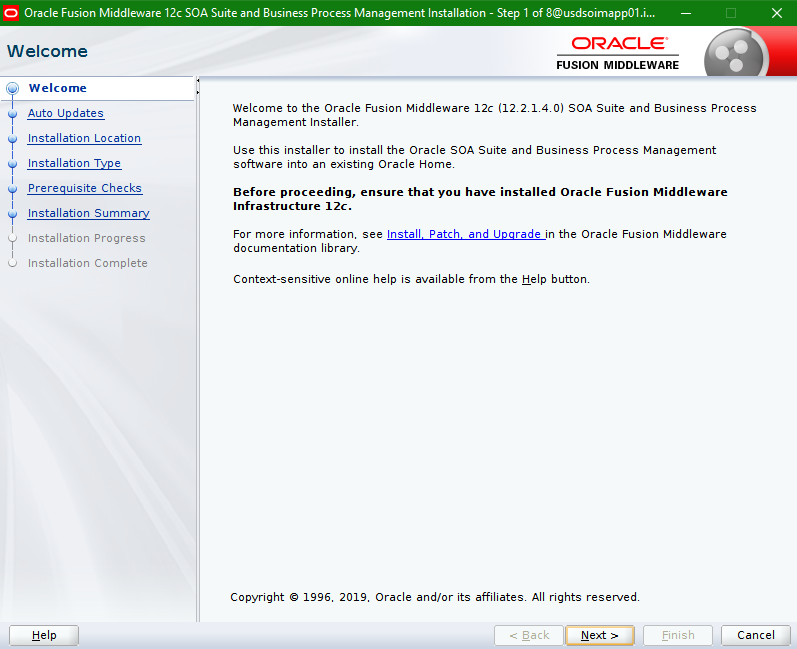 Oracle Fusion Middleware 12c SOA Suite and Business Process Management Installation - Step 1 of 8@usdsoimapp01.i...
Welcome
ORACLE®
FUSION MIDDLEWARE
Welcome
Auto Updates
Installation Location
Installation Type
Prerequisite Checks
Installation Summary
Installation Progress
Installation Complete
Welcome to the Oracle Fusion Middleware 12c (12.2.1.4.0) SOA Suite and Business Process
Management Installer.
Use this installer to install the Oracle SOA Suite and Business Process Management
software into an existing Oracle Home.
Before proceeding, ensure that you have installed Oracle Fusion Middleware
Infrastructure 12c.
For more information, see Install, Patch, and Upgrade in the Oracle Fusion Middleware
documentation library.
Context-sensitive online help is available from the Help button.
Copyright © 1996, 2019, Oracle and/or its affiliates. All rights reserved.
Help
< Back
Next >
Finish
Cancel